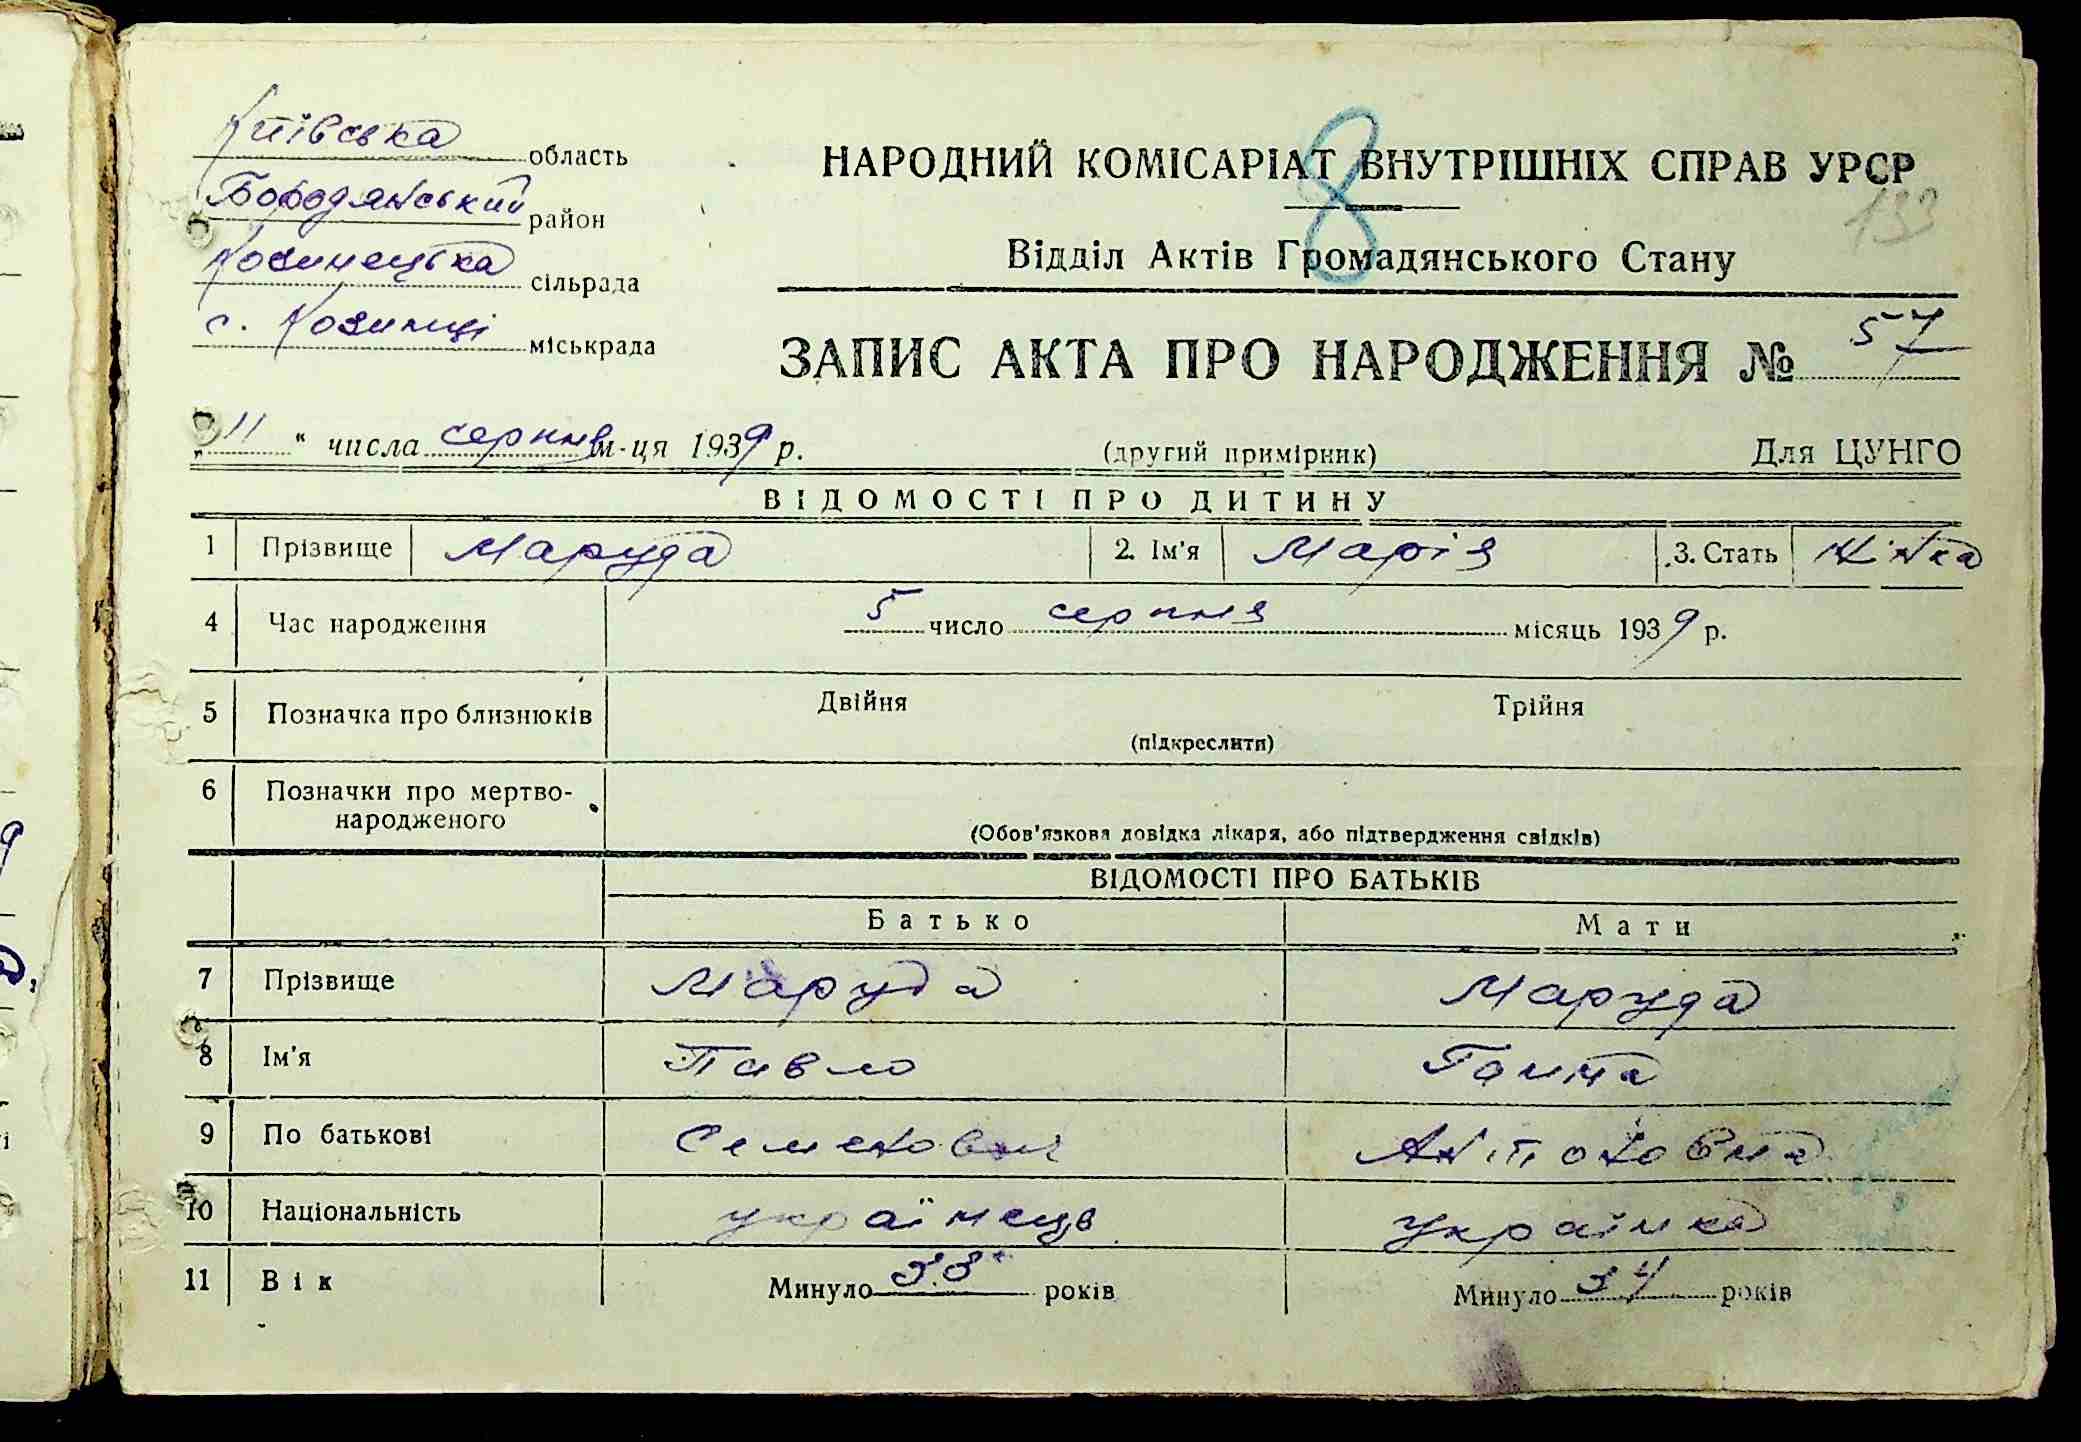 Київська область
Бородянський район
Козинецька сільрада
с. Козинці міськрада
НАРОДНИЙ КОМІСАРІАТ ВНУТРІШНІХ СПРАВ УРСР
8
133
Відділ Актів Громадянського Стану
ЗАПИС АКТА ПРО НАРОДЖЕННЯ № 57
„11“ числа серпня м-ця 1939 р. (другий примірник) Для ЦУНГО
ВІДОМОСТІ ПРО ДИТИНУ
1 Прізвище Маруда 2. Ім'я Марія 3. Стать жінка
4 Час народження 5 число серпня місяць 1939 р.
5 Позначка про близнюків Двійня Трійня
(підкреслити)
6 Позначки про мертво-
народженого
(Обов'язкова довідка лікаря, або підтвердження свідків)
ВІДОМОСТІ ПРО БАТЬКІВ
Батько Мати
7 Прізвище Маруда Маруда
8 Ім'я Павло Ганна
9 По батькові Семенович Антоновна
10 Національність українець українка
11 Вік Минуло 38 років Минуло 34 років